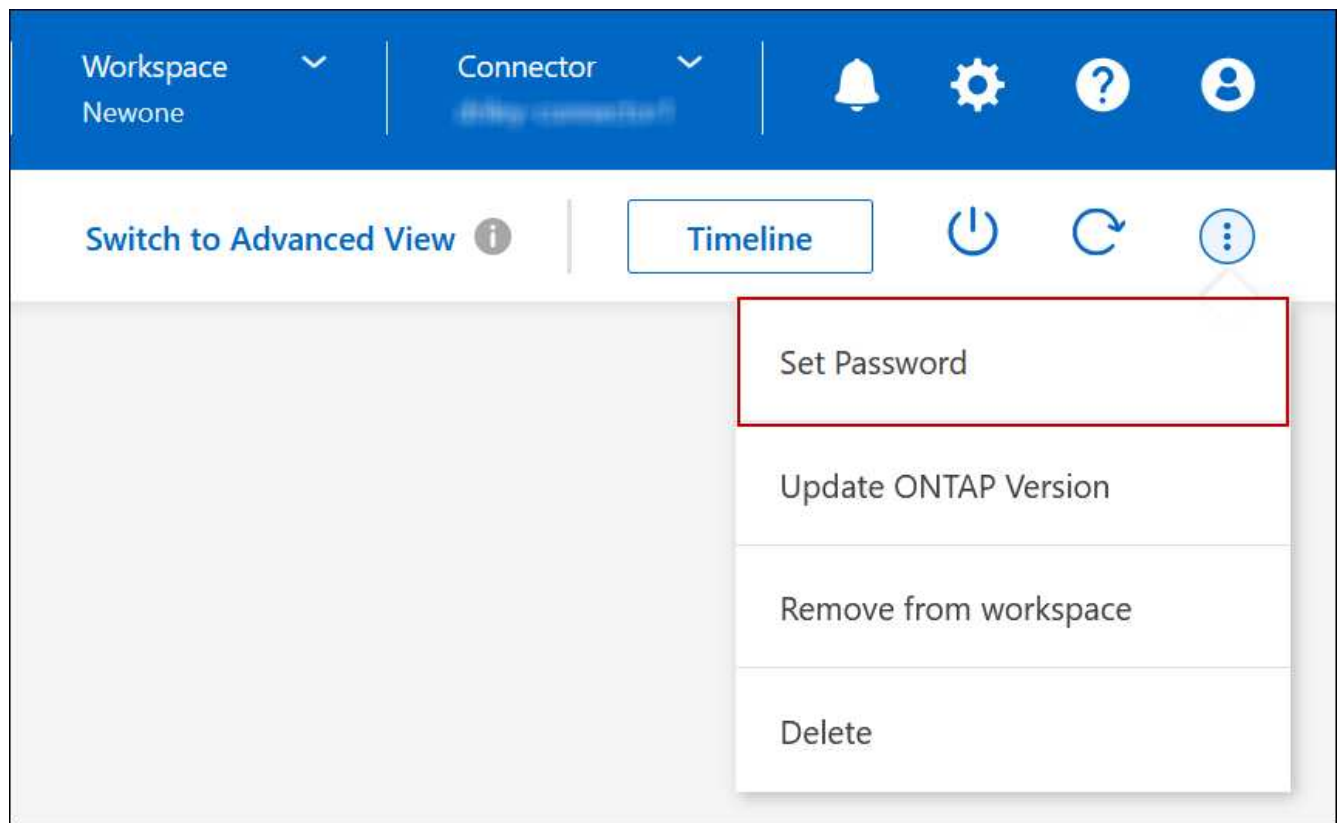 Workspace
Newone
Connector
Switch to Advanced View
Timeline
Set Password
Update ONTAP Version
Remove from workspace
Delete